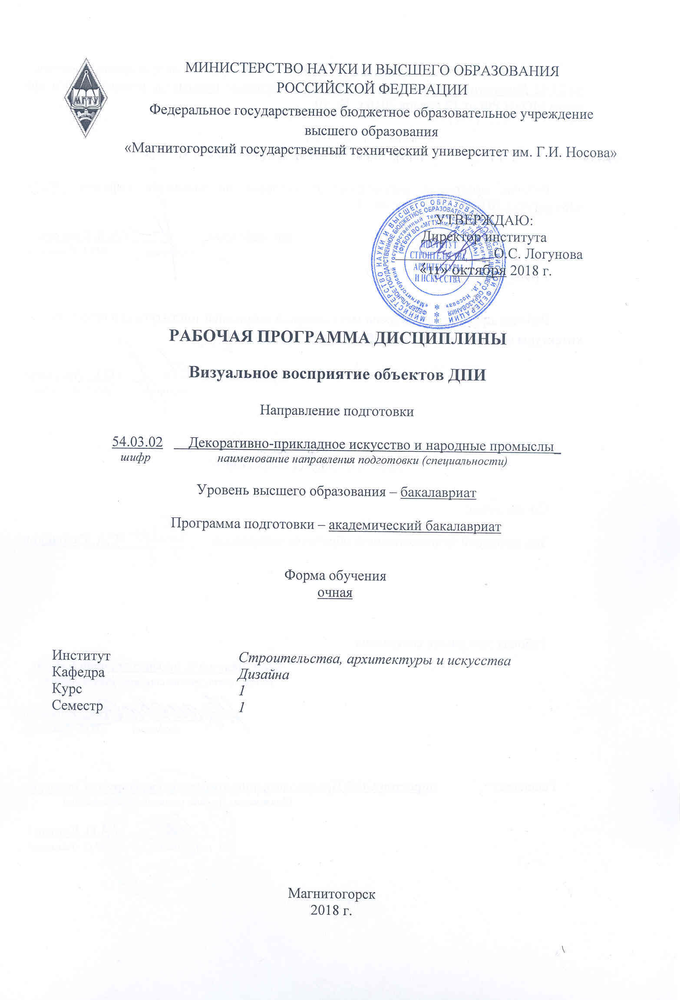 МИНИСТЕРСТВО НАУКИ И ВЫСШЕГО ОБРАЗОВАНИЯ
РОССИЙСКОЙ ФЕДЕРАЦИИ
Федеральное государственное бюджетное образовательное учреждение
высшего образования
«Магнитогорский государственный технический университет им. Г.И. Носова»
МГТУ
УТВЕРЖДАЮ:
Директор института
О.С. Логунова
«11» октября 2018 г.
МИНИСТЕРСТВО НАУКИ И ВЫСШЕГО ОБРАЗОВАНИЯ РОССИЙСКОЙ ФЕДЕРАЦИИ
ФЕДЕРАЛЬНОЕ ГОСУДАРСТВЕННОЕ БЮДЖЕТНОЕ ОБРАЗОВАТЕЛЬНОЕ УЧРЕЖДЕНИЕ ВЫСШЕГО ОБРАЗОВАНИЯ
«Магнитогорский государственный технический университет им. Г.И. Носова»
(ФГБОУ ВО «МГТУ им. Г.И. НОСОВА»)
ИНСТИТУТ
СТРОИТЕЛЬСТВА,
АРХИТЕКТУРЫ
И ИСКУССТВА
РАБОЧАЯ ПРОГРАММА ДИСЦИПЛИНЫ
Визуальное восприятие объектов ДПИ
Направление подготовки
54.03.02 Декоративно-прикладное искусство и народные промыслы
шифр наименование направления подготовки (специальности)
Уровень высшего образования – бакалавриат
Программа подготовки – академический бакалавриат
Форма обучения
очная
Институт Строительства, архитектуры и искусства
Кафедра Дизайна
Курс 1
Семестр 1
Магнитогорск
2018 г.